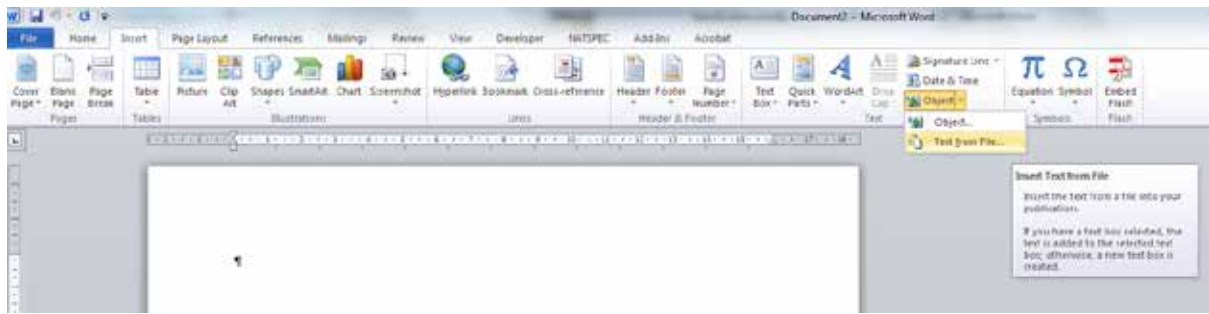 Document2 - Microsoft Word
File Home Insert Page Layout References Mailings Review View Developer NATSPEC Add-Ins Acrobat
Cover Page Blank Page Page Break Table Picture Clip Art Shapes SmartArt Chart Screenshot Hyperlink Bookmark Cross-reference Header Footer Page Number Text Box Quick Parts WordArt Drop Cap Signature Line Date & Time Object Equation Symbol Embed Flash
Pages Tables Illustrations Links Header & Footer Text Symbols Flash
Object...
Text from File...
Insert Text from File
Insert the text from a file into your
publication.
If you have a text box selected, the
text is added to the selected text
box; otherwise, a new text box is
created.
¶